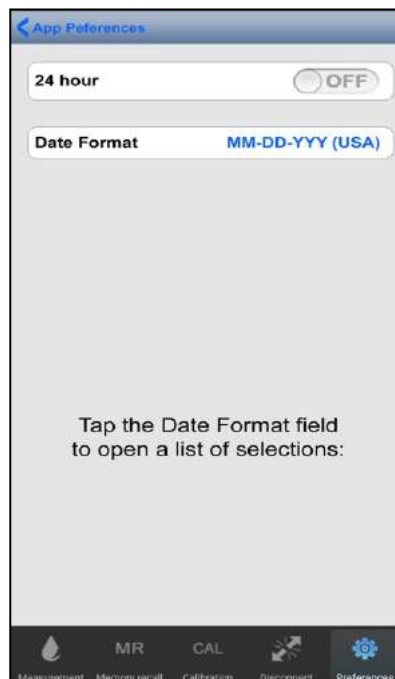 App Peferences
24 hour OFF
Date Format MM-DD-YYY (USA)
Tap the Date Format field
to open a list of selections:
MR CAL
Measurement Memory recall Calibration Disconnect Preferences